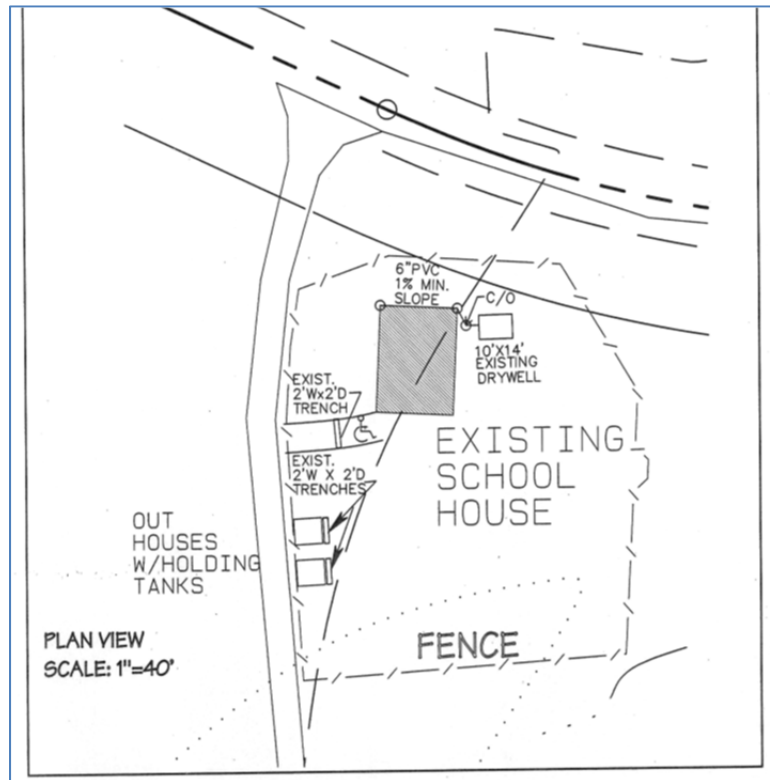 6"PVC
1% MIN.
SLOPE
C/O
10'X14'
EXISTING
DRYWELL
EXIST.
2'Wx2'D
TRENCH
EXISTING
SCHOOL
HOUSE
EXIST.
2'W X 2'D
TRENCHES
OUT
HOUSES
W/HOLDING
TANKS
PLAN VIEW
SCALE: 1"=40'
FENCE